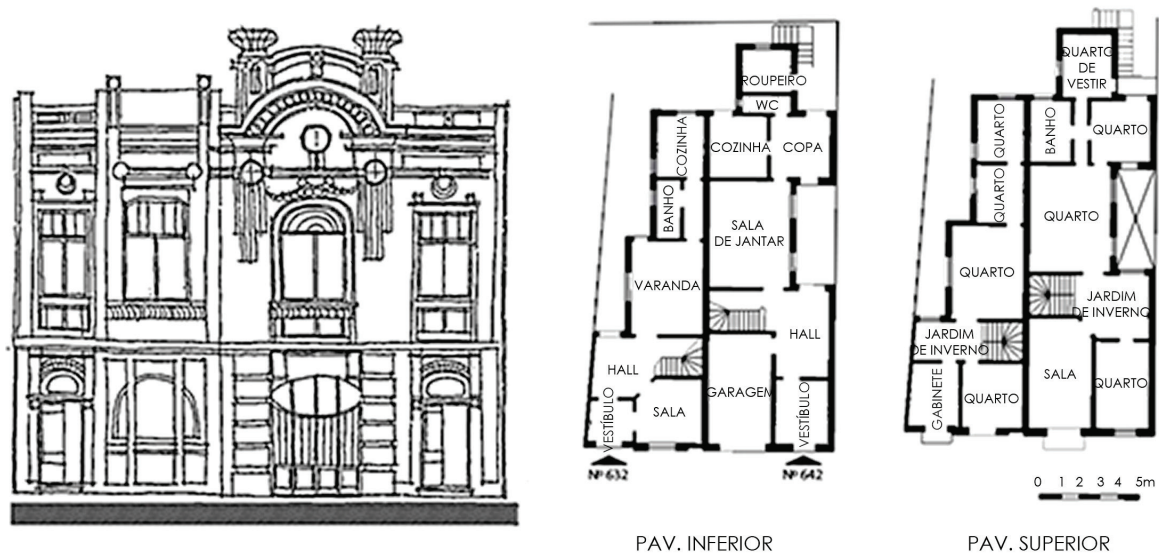 ROUPEIRO
WC
COZINHA
COZINHA
COPA
BANHO
SALA
DE JANTAR
VARANDA
HALL
HALL
GARAGEM
SALA
VESTÍBULO
VESTÍBULO
Nº 632
Nº 642
PAV. INFERIOR
QUARTO
DE
VESTIR
QUARTO
BANHO
QUARTO
QUARTO
QUARTO
QUARTO
JARDIM
DE INVERNO
JARDIM
DE INVERNO
GABINETE
QUARTO
SALA
QUARTO
0 1 2 3 4 5m
PAV. SUPERIOR